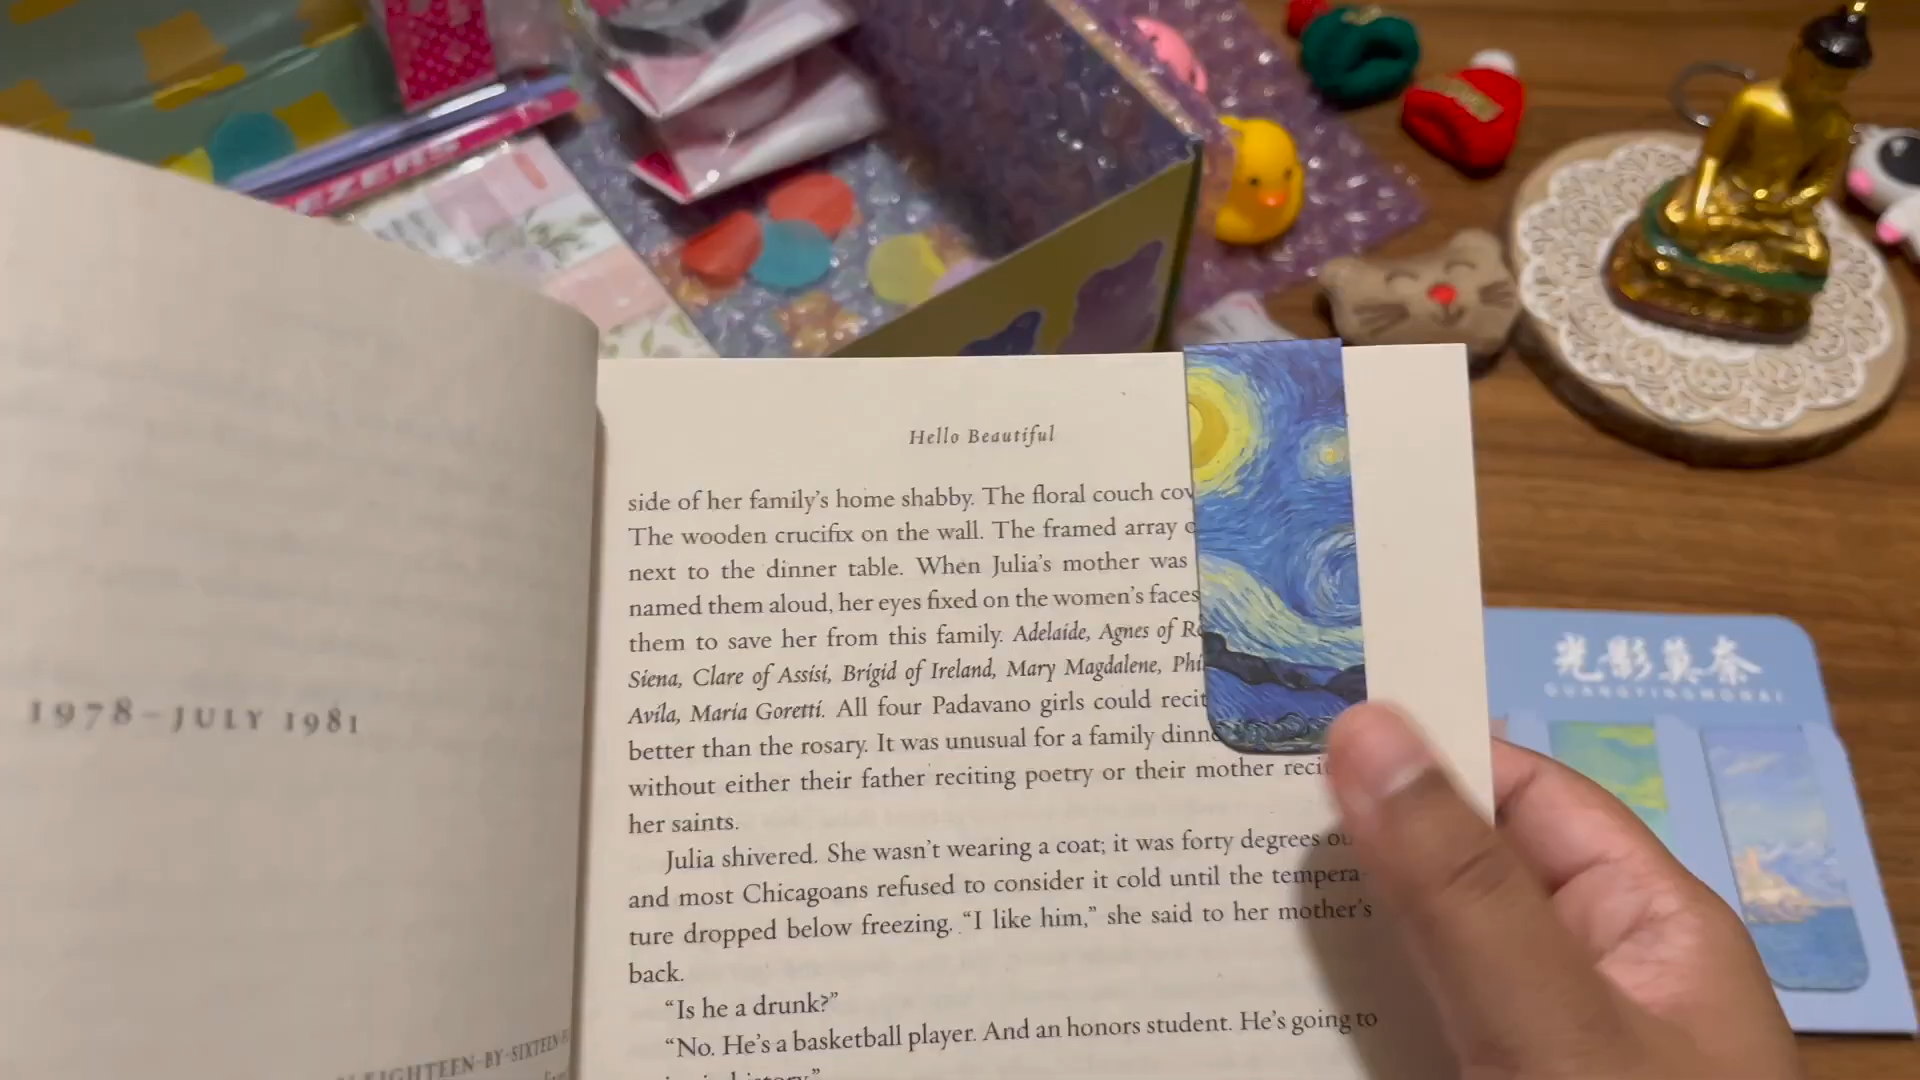 EZERS
1978–JULY 1981
EIGHTEEN-BY-SIXTEEN-
Hello Beautiful
side of her family's home shabby. The floral couch cov
The wooden crucifix on the wall. The framed array
next to the dinner table. When Julia's mother was
named them aloud, her eyes fixed on the women's faces
them to save her from this family. Adelaide, Agnes of R
Siena, Clare of Assisi, Brigid of Ireland, Mary Magdalene, Phi
Avila, Maria Goretti. All four Padavano girls could recit
better than the rosary. It was unusual for a family dinn
without either their father reciting poetry or their mother reci
her saints.
Julia shivered. She wasn't wearing a coat; it was forty degrees ou
and most Chicagoans refused to consider it cold until the tempera-
ture dropped below freezing. “I like him,” she said to her mother's
back.
“Is he a drunk?”
“No. He's a basketball player. And an honors student. He's going to
光影莫奈
GUANGYINGMONAI